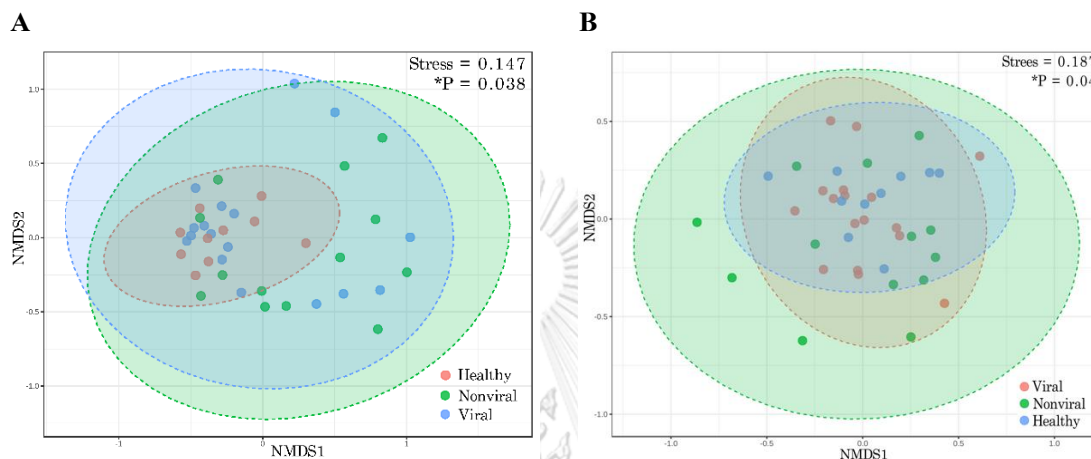 A
Stress = 0.147
*P = 0.038
1.0
0.5
0.0
-0.5
-1.0
NMDS2
Healthy
Nonviral
Viral
-1
0
1
NMDS1
B
Strees = 0.187
*P = 0.04
0.5
0.0
-0.5
-1.0
NMDS2
Viral
Nonviral
Healthy
-1.0
-0.5
0.0
0.5
1.0
NMDS1